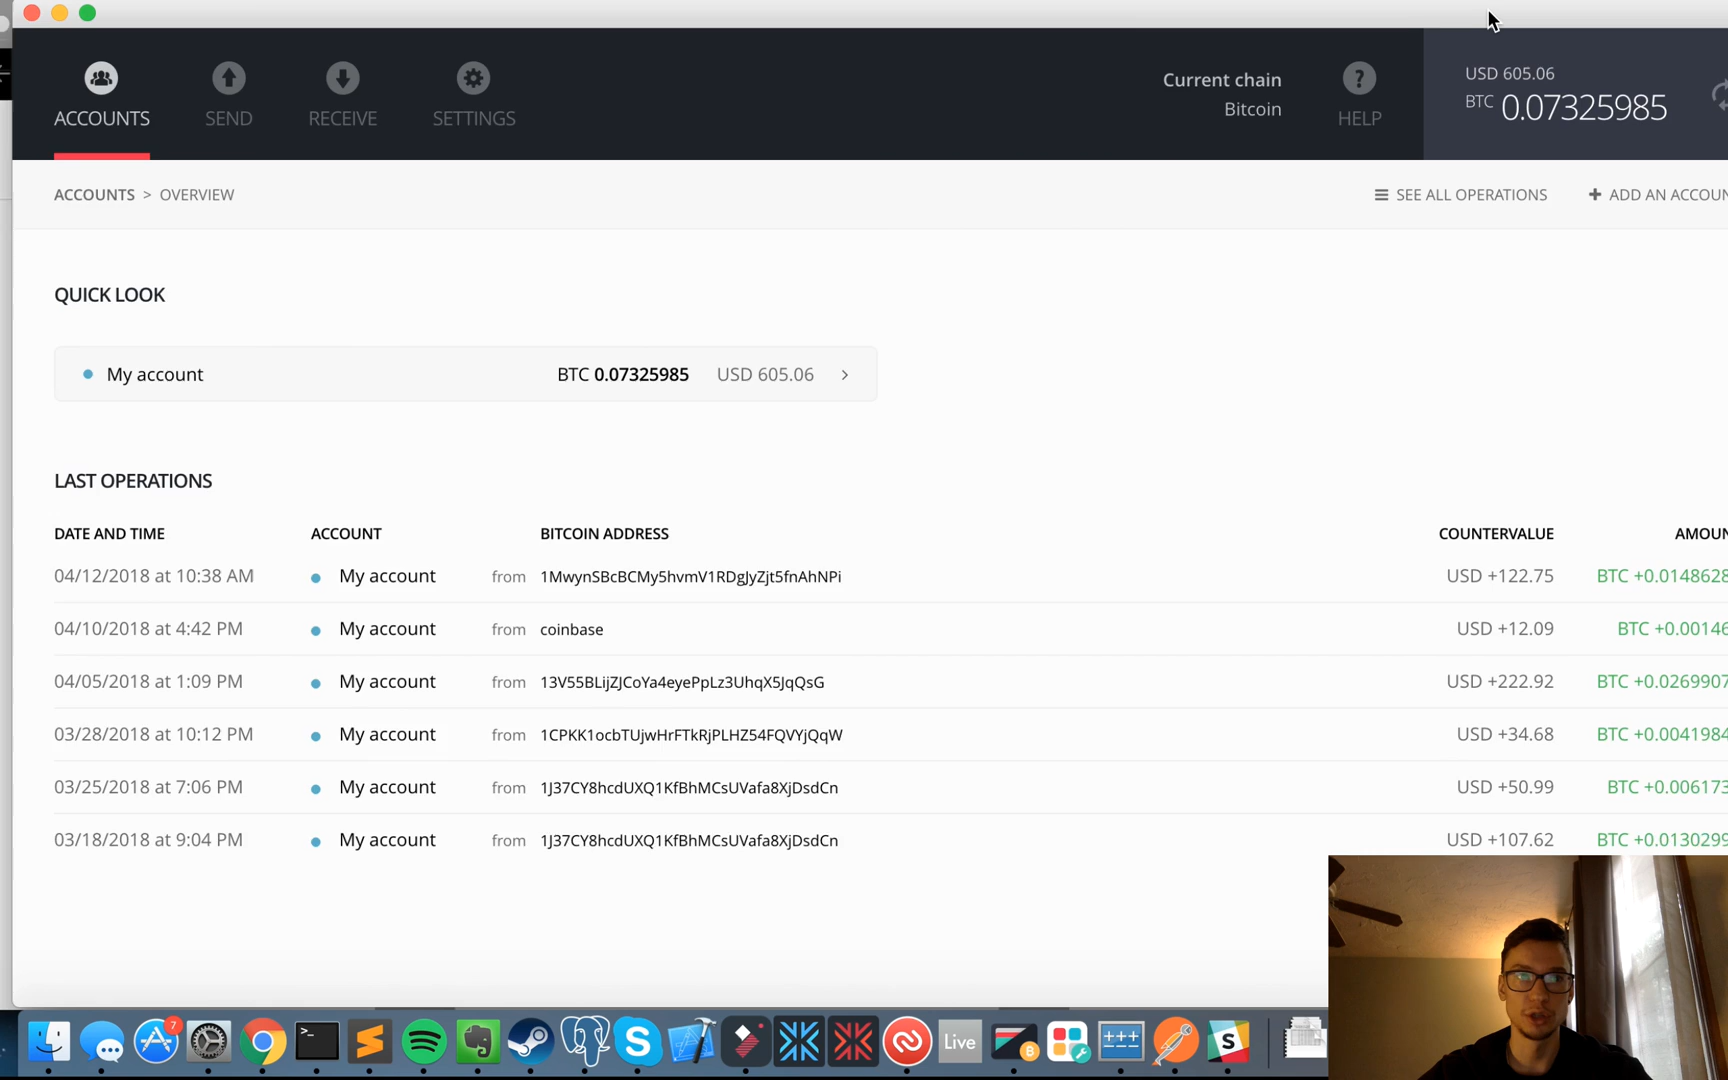 ACCOUNTS
SEND
RECEIVE
SETTINGS
Current chain
Bitcoin
HELP
USD 605.06
BTC 0.07325985
ACCOUNTS > OVERVIEW
SEE ALL OPERATIONS
+ ADD AN ACCOUN
QUICK LOOK
My account BTC 0.07325985 USD 605.06 >
LAST OPERATIONS
DATE AND TIME ACCOUNT BITCOIN ADDRESS COUNTERVALUE AMOUN
04/12/2018 at 10:38 AM My account from 1MwynSBcBCMy5hvmV1RDgJyZjt5fnAhNPi USD +122.75 BTC +0.0148628
04/10/2018 at 4:42 PM My account from coinbase USD +12.09 BTC +0.00146
04/05/2018 at 1:09 PM My account from 13V55BLijZJCoYa4eyePpLz3UhqX5JqQsG USD +222.92 BTC +0.0269907
03/28/2018 at 10:12 PM My account from 1CPKK1ocbTUjwHrFTkRjPLHZ54FQVYjQqW USD +34.68 BTC +0.0041984
03/25/2018 at 7:06 PM My account from 1J37CY8hcdUXQ1KfBhMCsUVafa8XjDsdCn USD +50.99 BTC +0.006173
03/18/2018 at 9:04 PM My account from 1J37CY8hcdUXQ1KfBhMCsUVafa8XjDsdCn USD +107.62 BTC +0.0130299
7
Live